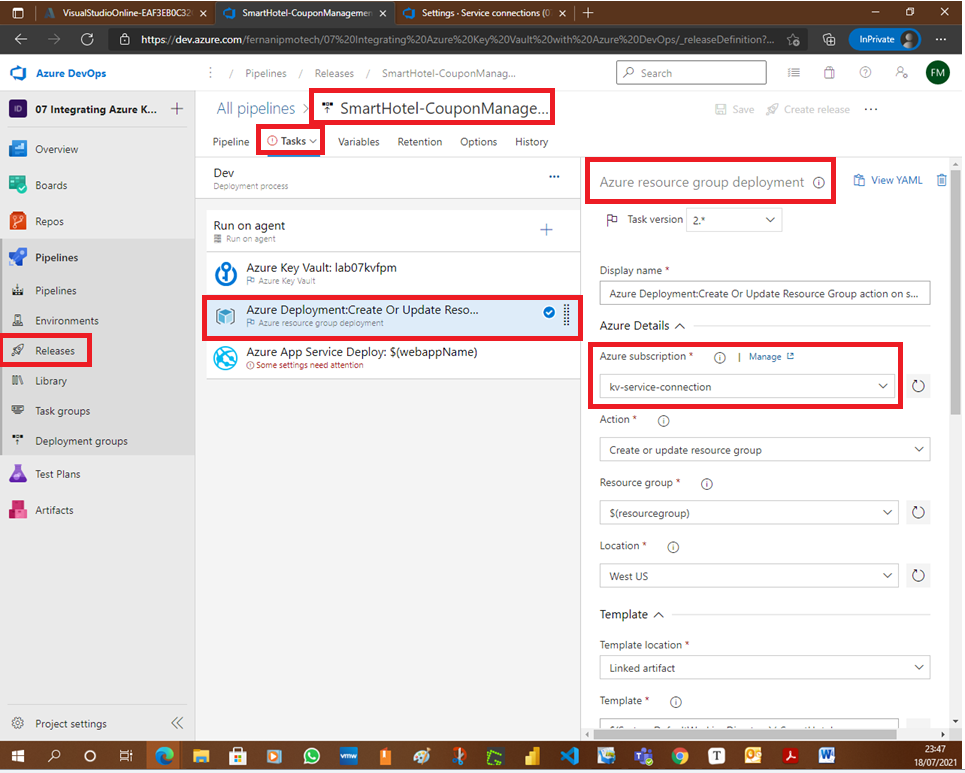 VisualStudioOnline-EAF3EB0C32
SmartHotel-CouponManagemen
Settings · Service connections (0
https://dev.azure.com/fernanipmotech/07%20Integrating%20Azure%20Key%20Vault%20with%20Azure%20DevOps/_releaseDefinition?...
InPrivate
Azure DevOps
/ Pipelines / Releases / SmartHotel-CouponManag...
Search
FM
ID
07 Integrating Azure K...
All pipelines >
SmartHotel-CouponManage...
Save
Create release
Overview
Boards
Repos
Pipelines
Pipelines
Environments
Releases
Library
Task groups
Deployment groups
Test Plans
Artifacts
Project settings
Pipeline
Tasks
Variables
Retention
Options
History
Dev
Deployment process
Run on agent
Run on agent
Azure Key Vault: lab07kvfpm
Azure Key Vault
Azure Deployment:Create Or Update Reso...
Azure resource group deployment
Azure App Service Deploy: $(webappName)
Some settings need attention
Azure resource group deployment
View YAML
Task version
2.*
Display name *
Azure Deployment:Create Or Update Resource Group action on s...
Azure Details
Azure subscription *
| Manage
kv-service-connection
Action *
Create or update resource group
Resource group *
$(resourcegroup)
Location *
West US
Template
Template location *
Linked artifact
Template *
vmw
T
W
23:47
18/07/2021